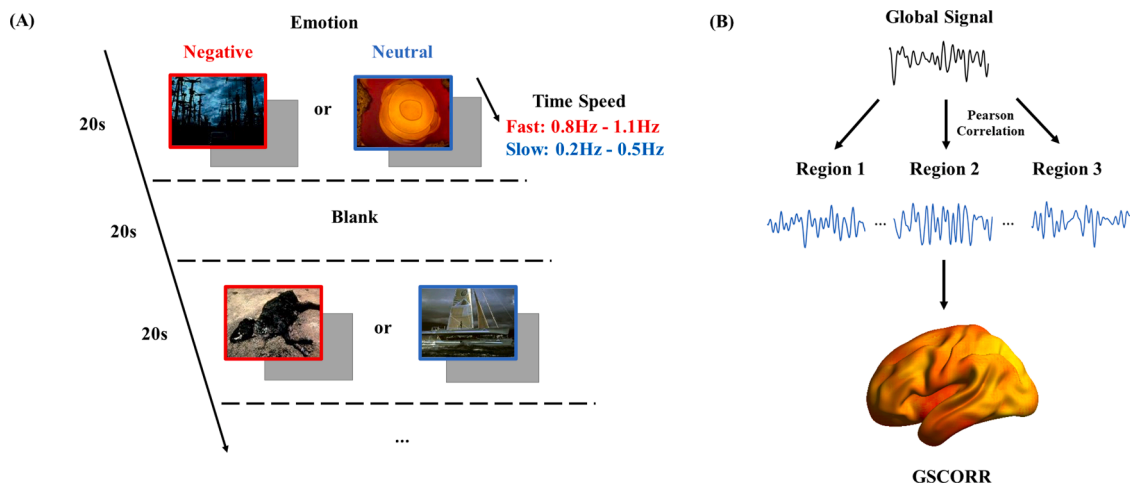 (A)
Emotion
Negative
Neutral
or
20s
Time Speed
Fast: 0.8Hz - 1.1Hz
Slow: 0.2Hz - 0.5Hz
Blank
20s
or
20s
...
(B)
Global Signal
Pearson
Correlation
Region 1
Region 2
Region 3
...
...
GSCORR